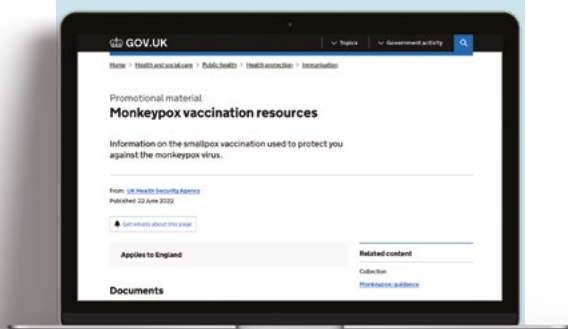 GOV.UK
Topics
Government activity
Home > Health and social care > Public health > Health protection > Immunisation
Promotional material
Monkeypox vaccination resources
Information on the smallpox vaccination used to protect you
against the monkeypox virus.
From: UK Health Security Agency
Published 22 June 2022
Get emails about this page
Applies to England
Related content
Collection
Monkeypox: guidance
Documents